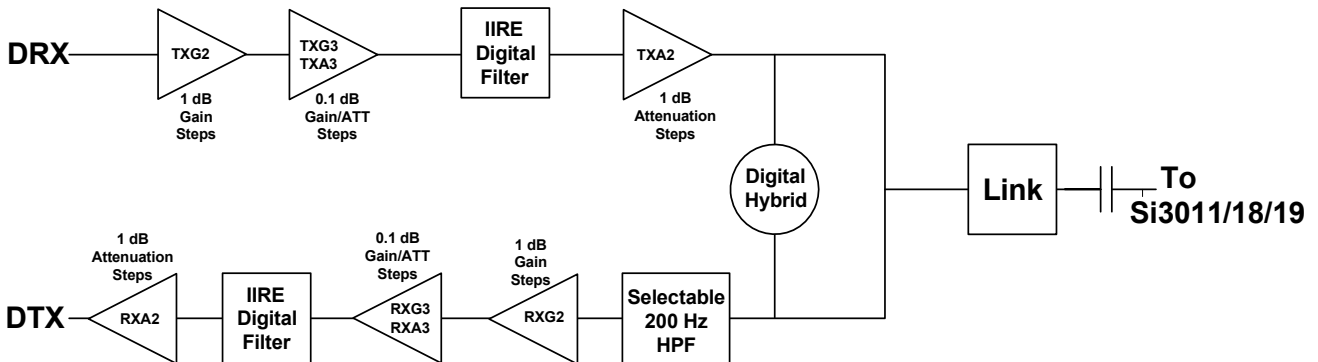 DRX
TXG2
1 dB
Gain
Steps
TXG3
TXA3
0.1 dB
Gain/ATT
Steps
IIRE
Digital
Filter
TXA2
1 dB
Attenuation
Steps
Digital
Hybrid
Link
To
Si3011/18/19
DTX
1 dB
Attenuation
Steps
RXA2
IIRE
Digital
Filter
0.1 dB
Gain/ATT
Steps
RXG3
RXA3
1 dB
Gain
Steps
RXG2
Selectable
200 Hz
HPF